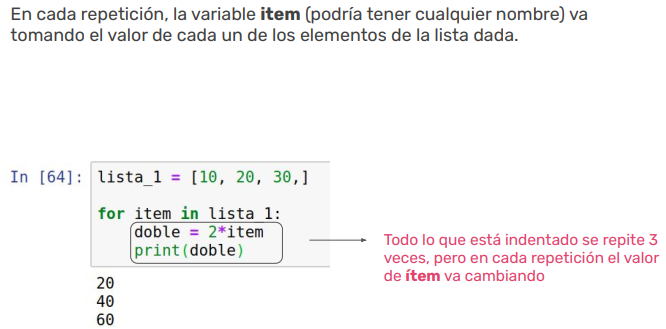 En cada repetición, la variable item (podría tener cualquier nombre) va
tomando el valor de cada un de los elementos de la lista dada.
In [64]: lista_1 = [10, 20, 30,]
for item in lista_1:
doble = 2*item
print(doble)
Todo lo que está indentado se repite 3
veces, pero en cada repetición el valor
de ítem va cambiando
20
40
60